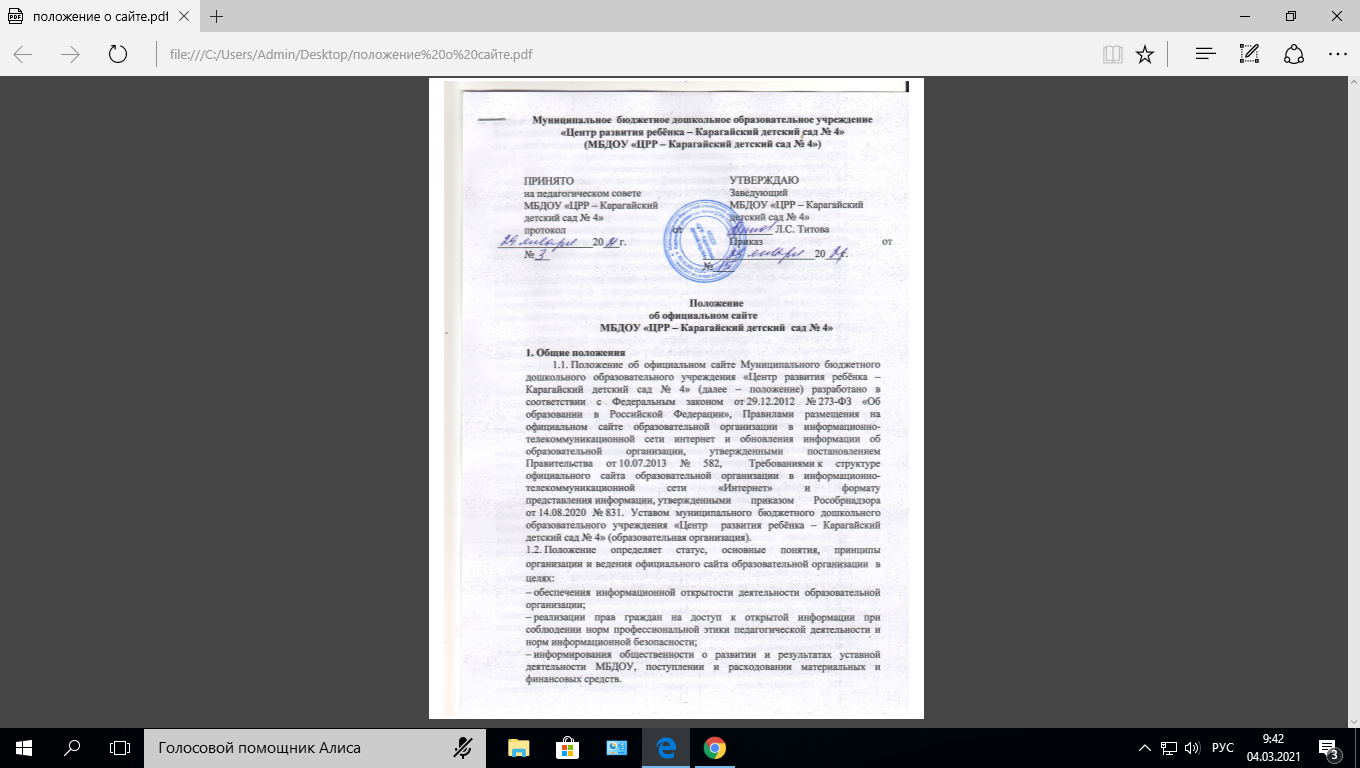 положение о сайте.pdf
file:///C:/Users/Admin/Desktop/положение%20о%20сайте.pdf
Муниципальное бюджетное дошкольное образовательное учреждение
«Центр развития ребёнка – Карагайский детский сад № 4»
(МБДОУ «ЦРР – Карагайский детский сад № 4»)
ПРИНЯТО
на педагогическом совете
МБДОУ «ЦРР – Карагайский
детский сад № 4»
протокол от
29 января 20 21 г.
№ 3
УТВЕРЖДАЮ
Заведующий
МБДОУ «ЦРР – Карагайский
детский сад № 4»
Л.С. Титова
Приказ от
29 января 20 21 г.
№ 15
Положение
об официальном сайте
МБДОУ «ЦРР – Карагайский детский сад № 4»
1. Общие положения
1.1. Положение об официальном сайте Муниципального бюджетного
дошкольного образовательного учреждения «Центр развития ребёнка –
Карагайский детский сад № 4» (далее – положение) разработано в
соответствии с Федеральным законом от 29.12.2012 № 273-ФЗ «Об
образовании в Российской Федерации», Правилами размещения на
официальном сайте образовательной организации в информационно-
телекоммуникационной сети интернет и обновления информации об
образовательной организации, утвержденными постановлением
Правительства от 10.07.2013 № 582, Требованиями к структуре
официального сайта образовательной организации в информационно-
телекоммуникационной сети «Интернет» и формату
представления информации, утвержденными приказом Рособрнадзора
от 14.08.2020 № 831. Уставом муниципального бюджетного дошкольного
образовательного учреждения «Центр развития ребёнка – Карагайский
детский сад № 4» (образовательная организация).
1.2. Положение определяет статус, основные понятия, принципы
организации и ведения официального сайта образовательной организации в
целях:
– обеспечения информационной открытости деятельности образовательной
организации;
– реализации прав граждан на доступ к открытой информации при
соблюдении норм профессиональной этики педагогической деятельности и
норм информационной безопасности;
– информирования общественности о развитии и результатах уставной
деятельности МБДОУ, поступлении и расходовании материальных и
финансовых средств.
Голосовой помощник Алиса
РУС
9:42
04.03.2021
3